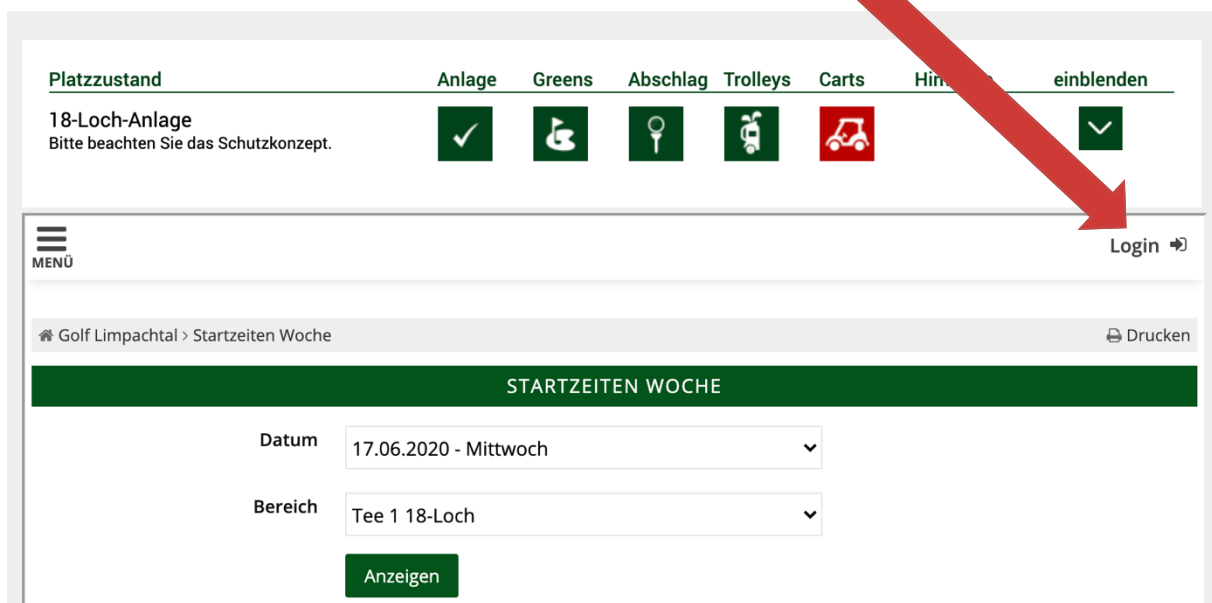 Platzzustand Anlage Greens Abschlag Trolleys Carts einblenden
18-Loch-Anlage
Bitte beachten Sie das Schutzkonzept.
MENÜ
Login
Golf Limpachtal > Startzeiten Woche Drucken
STARTZEITEN WOCHE
Datum 17.06.2020 - Mittwoch
Bereich Tee 1 18-Loch
Anzeigen